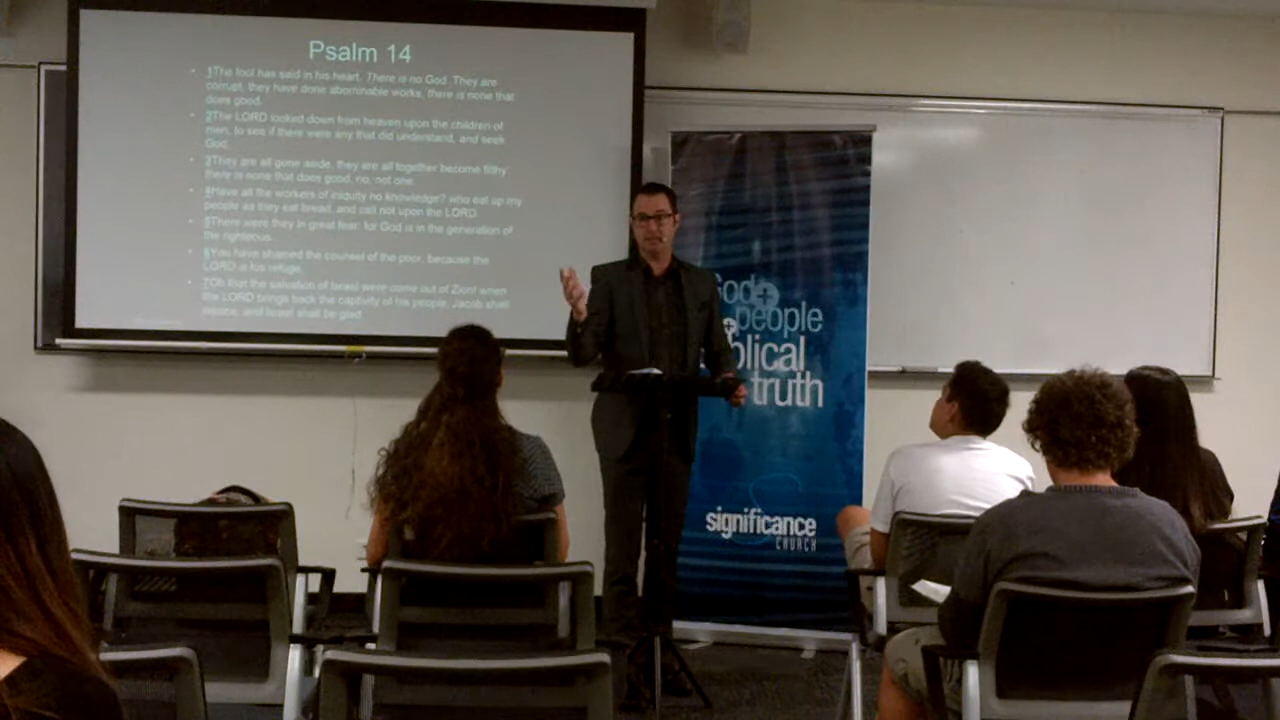 Psalm 14
1The fool has said in his heart, There is no God. They are
corrupt, they have done abominable works, there is none that
does good.
2The LORD looked down from heaven upon the children of
men, to see if there were any that did understand, and seek
God.
3They are all gone aside, they are all together become filthy:
there is none that does good, no, not one.
4Have all the workers of iniquity no knowledge? who eat up my
people as they eat bread, and call not upon the LORD.
5There were they in great fear: for God is in the generation of
the righteous.
6You have shamed the counsel of the poor, because the
LORD is his refuge.
7Oh that the salvation of Israel were come out of Zion! when
the LORD brings back the captivity of his people, Jacob shall
rejoice, and Israel shall be glad.
God+
+people
blical
truth
significance
CHURCH